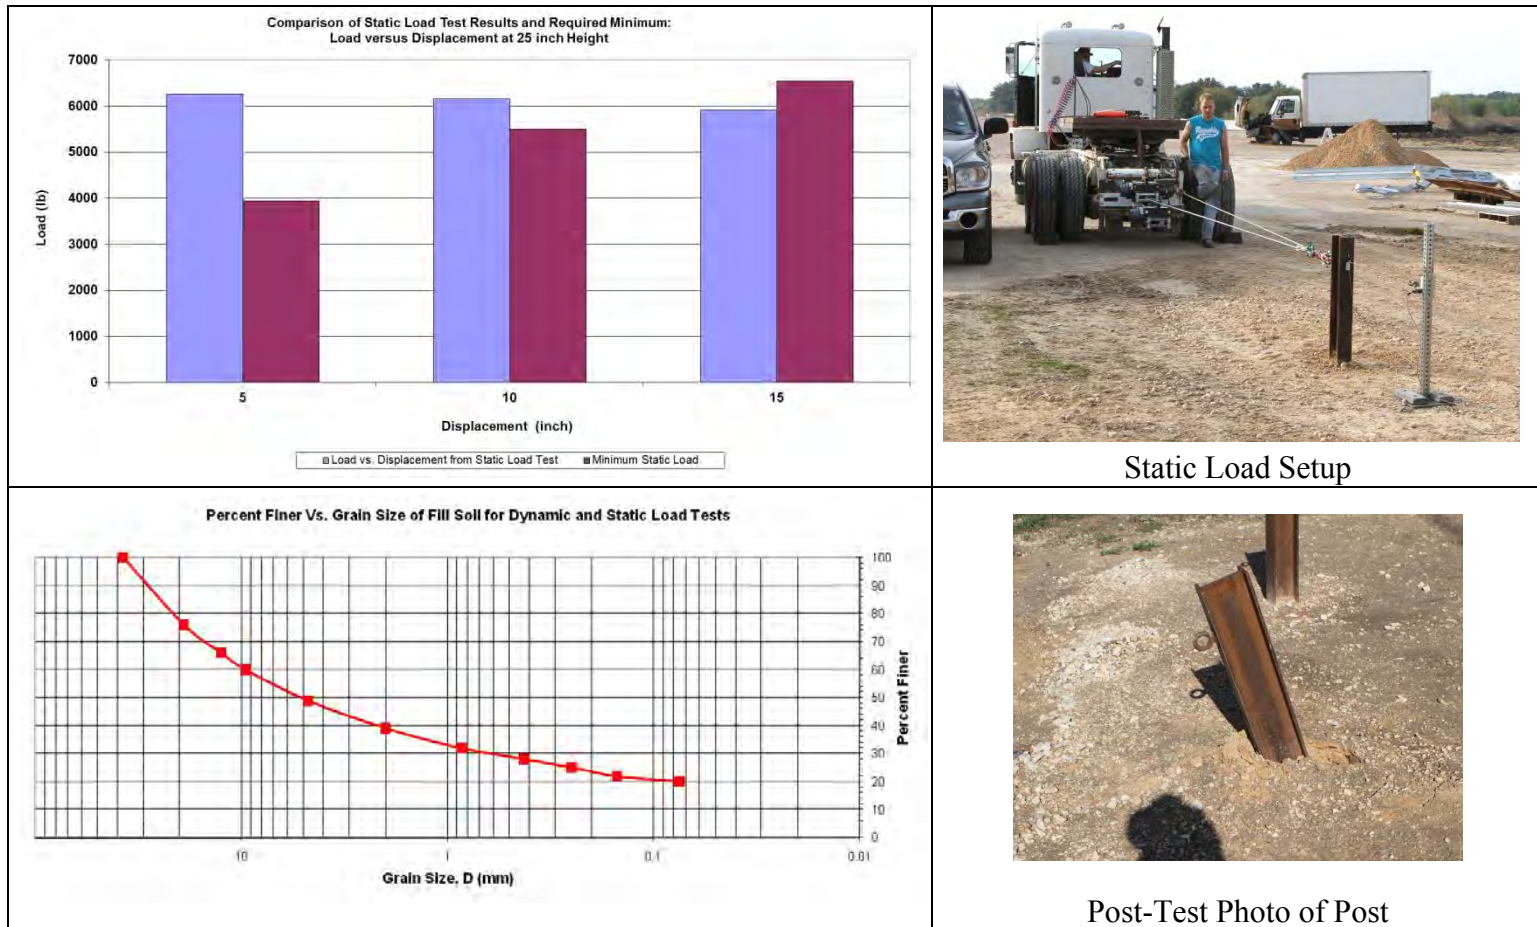 Comparison of Static Load Test Results and Required Minimum:
Load versus Displacement at 25 inch Height
7000
6000
5000
4000
3000
2000
1000
0
Load (lb)
5 10 15
Displacement (inch)
Load vs. Displacement from Static Load Test Minimum Static Load
Static Load Setup
Percent Finer Vs. Grain Size of Fill Soil for Dynamic and Static Load Tests
100
90
80
70
60
50
40
30
20
10
0
Percent Finer
10 1 0.1 0.01
Grain Size, D (mm)
Post-Test Photo of Post